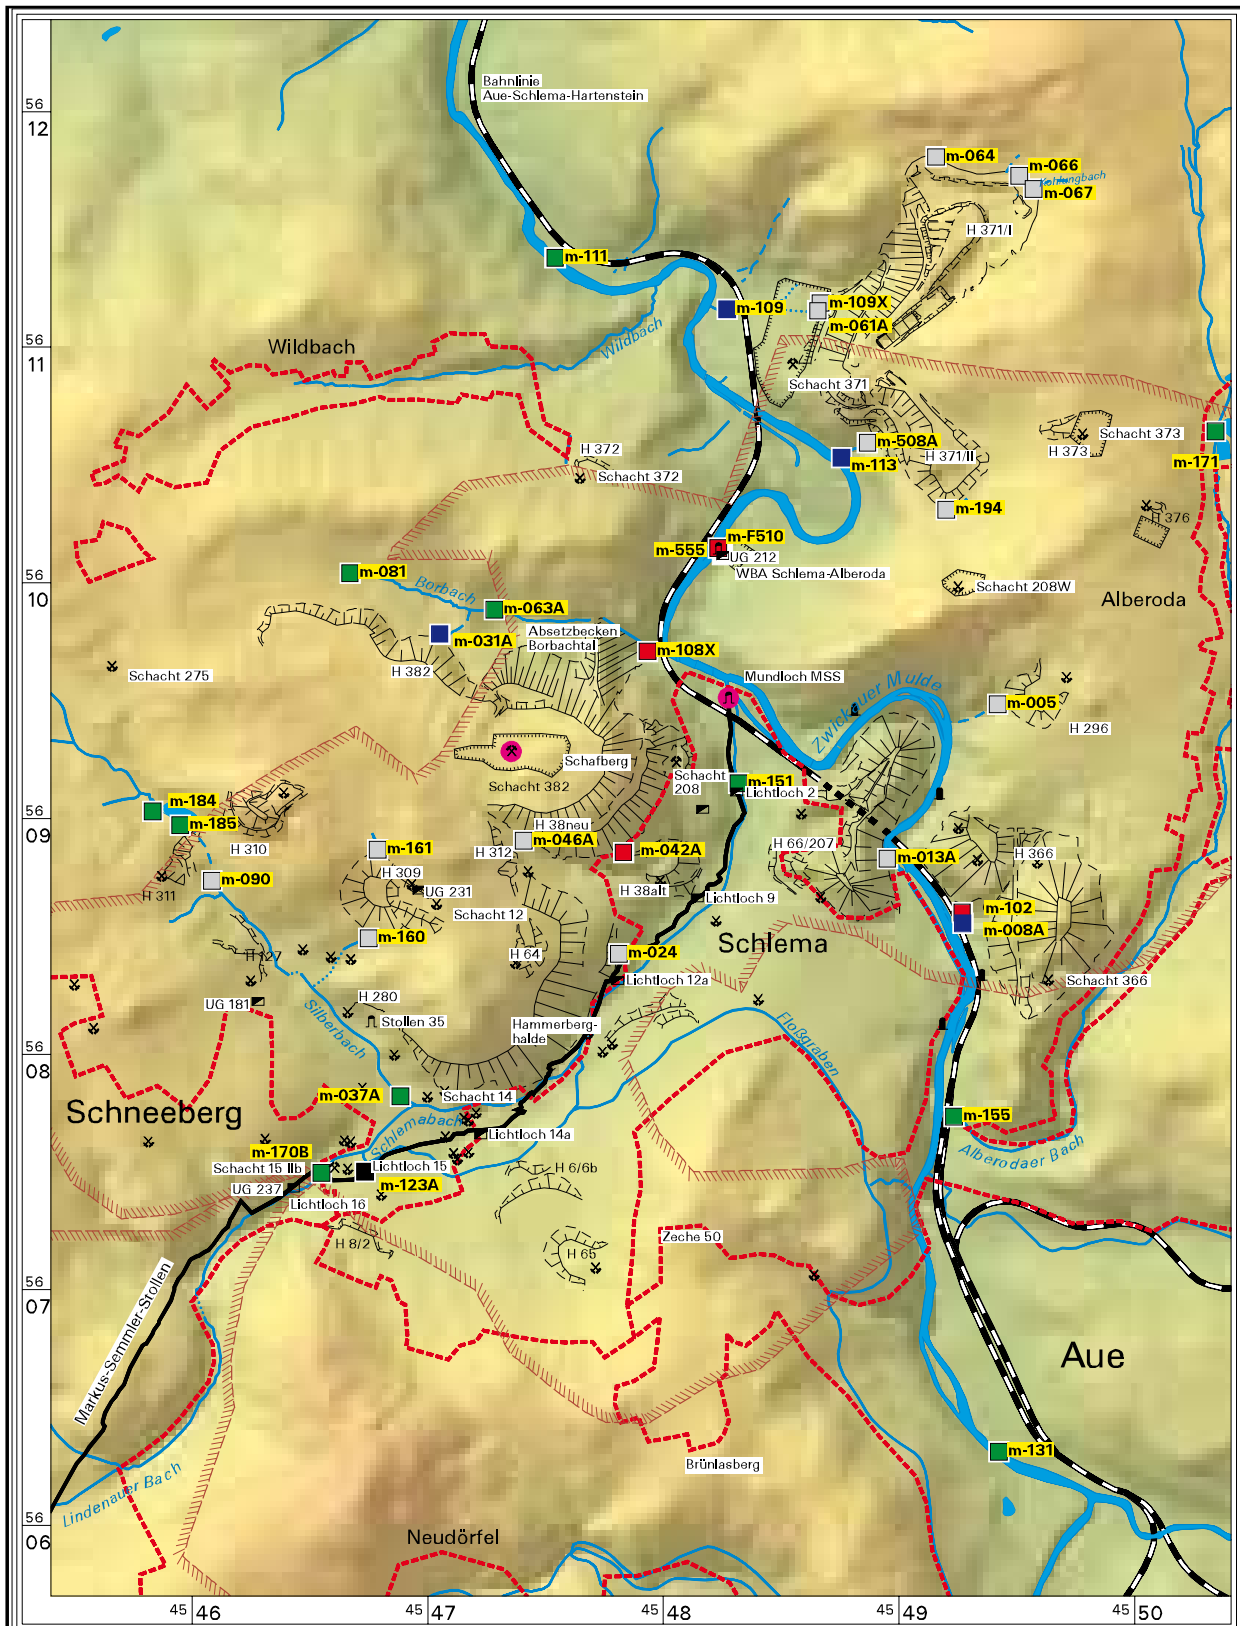 Bahnlinie
Aue-Schlema-Hartenstein
56
12
m-064
m-066
Kohlungbach
m-067
H 371/I
m-111
m-109
m-109X
m-061A
56
11
Wildbach
Wildbach
Schacht 371
m-508A
H 371/II
m-113
Schacht 373
H 373
m-171
H 372
Schacht 372
m-194
H 376
m-F510
m-555
UG 212
WBA Schlema-Alberoda
56
10
m-081
Borbach
m-063A
Schacht 208W
Alberoda
m-031A
Absetzbecken
Borbachtal
m-108X
H 382
Schacht 275
Mundloch MSS
Zwickauer Mulde
m-005
H 296
Schafberg
Schacht 382
Schacht
208
m-151
Lichtloch 2
m-184
m-185
56
09
H 310
H 38neu
m-046A
m-161
H 312
m-042A
H 66/207
m-013A
H 366
H 309
H 311
m-090
UG 231
H 38alt
Lichtloch 9
Schacht 12
m-102
m-008A
m-160
Schlema
H 64
m-024
H 127
Lichtloch 12a
Schacht 366
UG 181
H 280
Silberbach
Stollen 35
Hammerberg-
halde
Floßgraben
56
08
m-037A
Schacht 14
Schneeberg
Schlemabach
m-155
Lichtloch 14a
Alberodaer Bach
m-170B
Schacht 15 IIb
Lichtloch 15
H 6/6b
UG 237
m-123A
Lichtloch 16
H 8/2
H 65
Zeche 50
56
07
Markus-Semmler-Stollen
Aue
m-131
Brünlasberg
Lindenauer Bach
56
06
Neudörfel
45 46
45 47
45 48
45 49
45 50